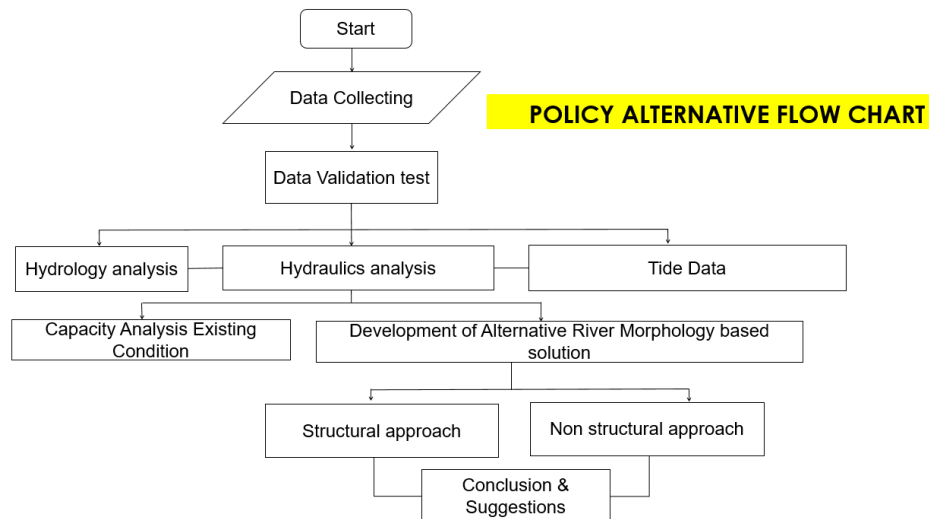 Start
Data Collecting
POLICY ALTERNATIVE FLOW CHART
Data Validation test
Hydrology analysis
Hydraulics analysis
Tide Data
Capacity Analysis Existing
Condition
Development of Alternative River Morphology based
solution
Structural approach
Non structural approach
Conclusion &
Suggestions